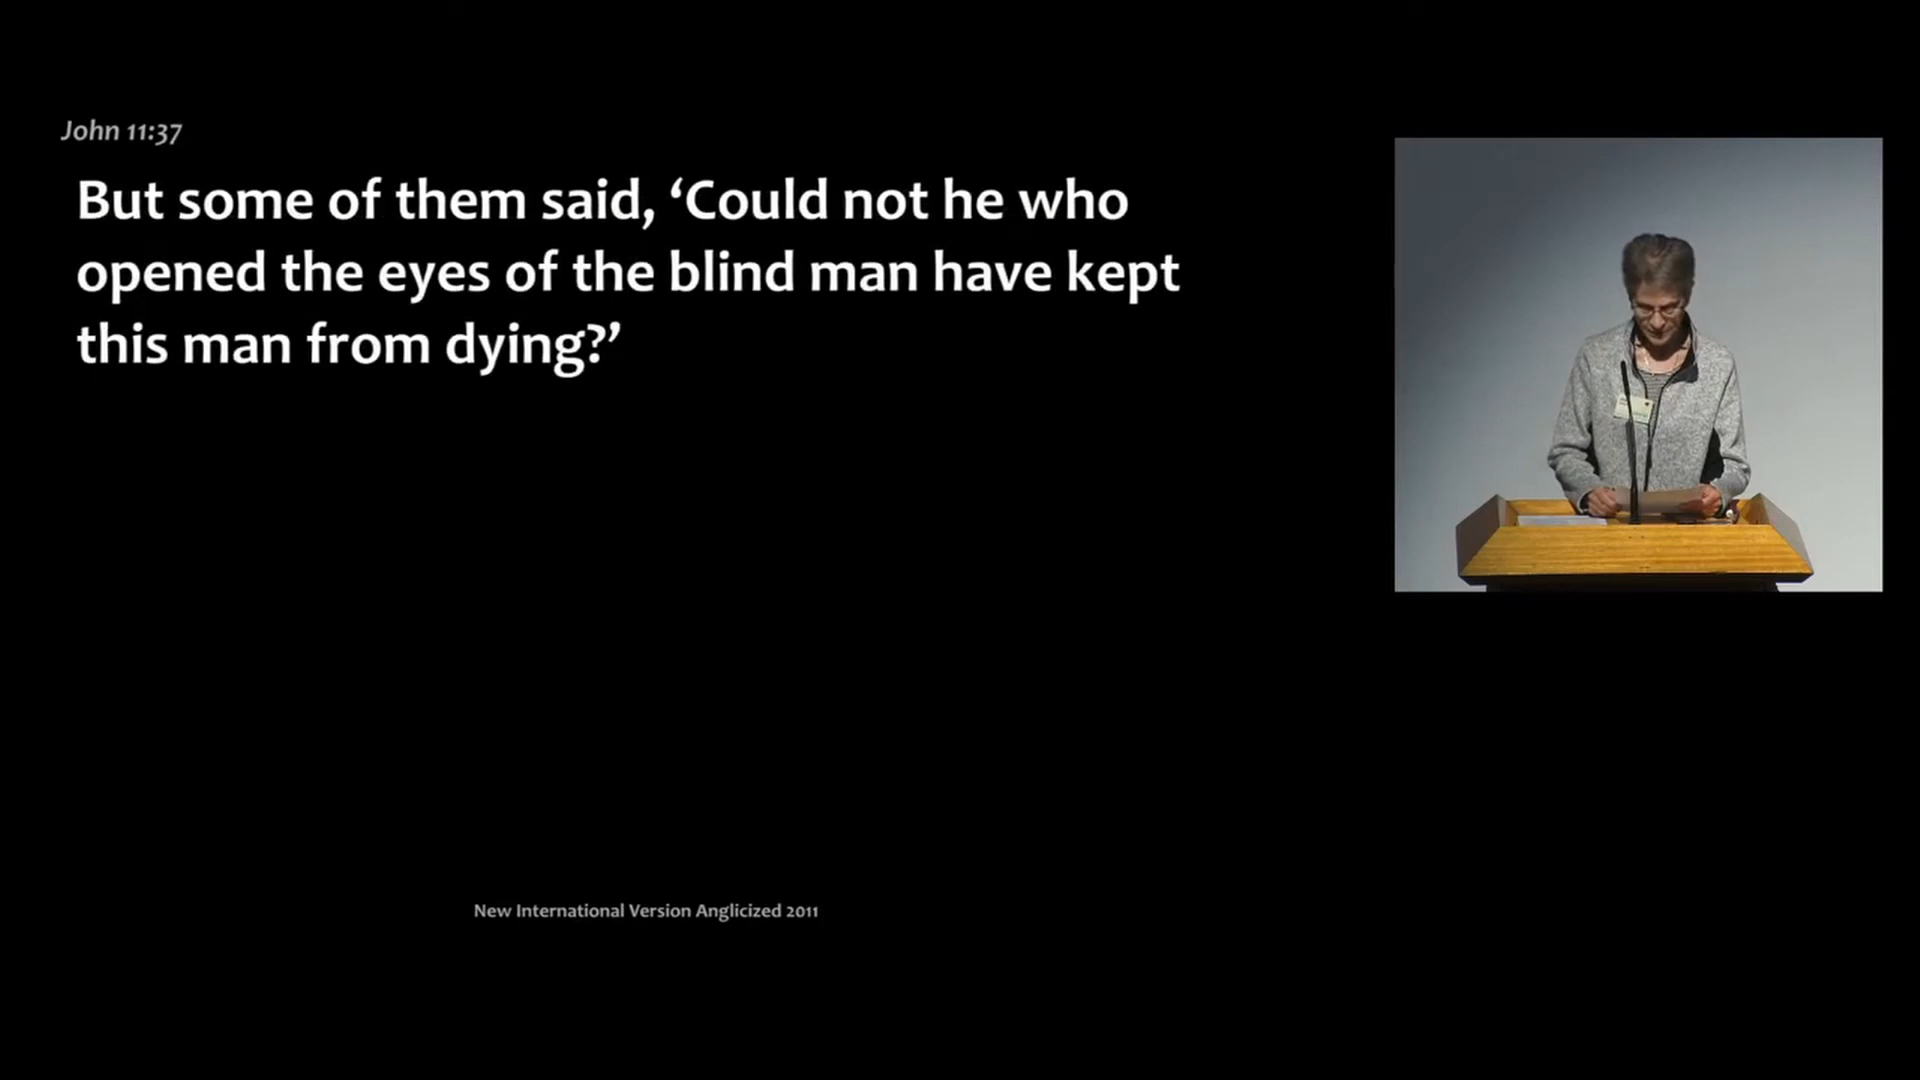 John 11:37
But some of them said, ‘Could not he who
opened the eyes of the blind man have kept
this man from dying?’
New International Version Anglicized 2011